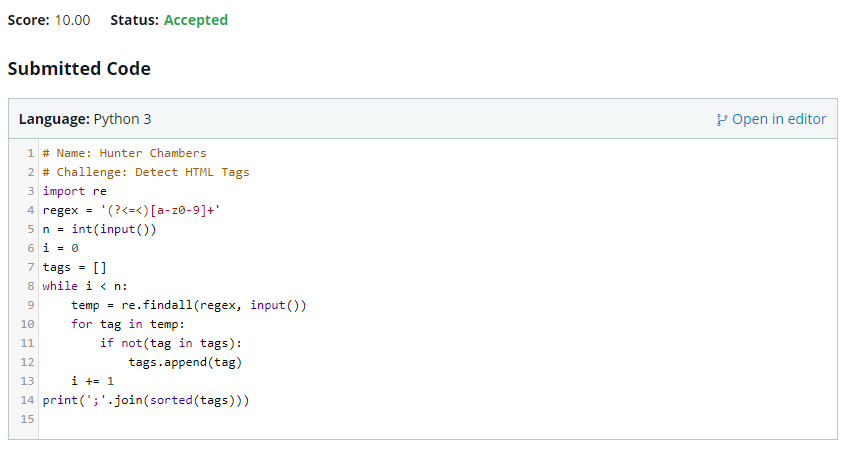 Score: 10.00 Status: Accepted
Submitted Code
Language: Python 3 Open in editor
1 # Name: Hunter Chambers
2 # Challenge: Detect HTML Tags
3 import re
4 regex = '(?<=<)[a-z0-9]+'
5 n = int(input())
6 i = 0
7 tags = []
8 while i < n:
9     temp = re.findall(regex, input())
10     for tag in temp:
11         if not(tag in tags):
12             tags.append(tag)
13     i += 1
14 print(';'.join(sorted(tags)))
15